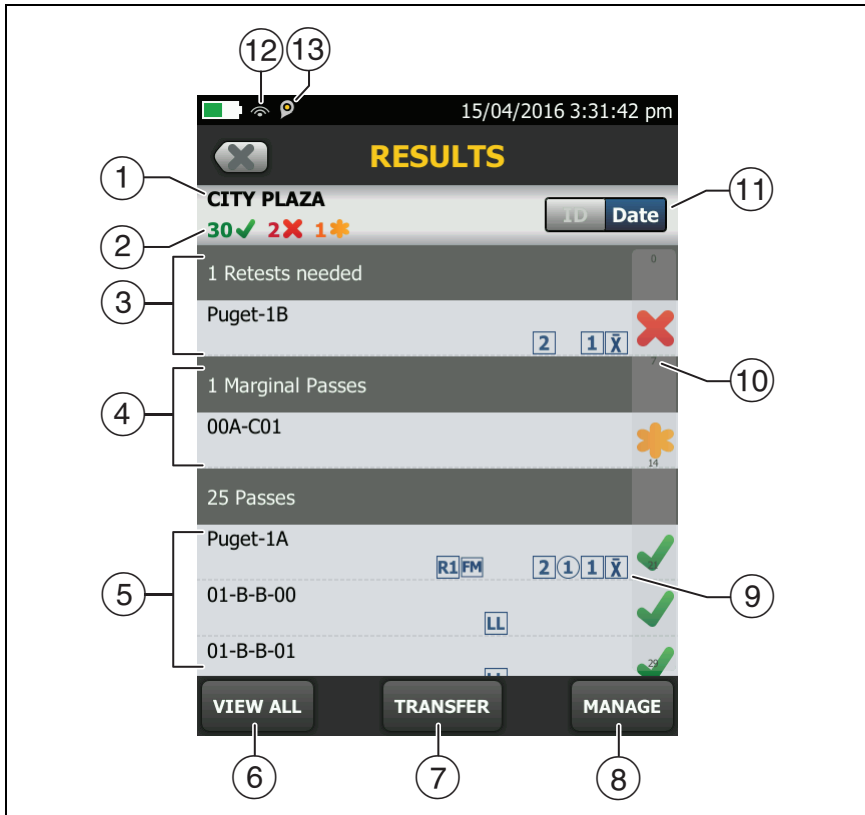 12 13
15/04/2016 3:31:42 pm
RESULTS
1
CITY PLAZA
ID Date
11
2
30 2 1
3
1 Retests needed
0
Puget-1B
2 1 X̄
7
10
4
1 Marginal Passes
00A-C01
14
25 Passes
5
Puget-1A
R1 FM 2 1 1 X̄
21
9
01-B-B-00
LL
01-B-B-01
29
VIEW ALL TRANSFER MANAGE
6 7 8